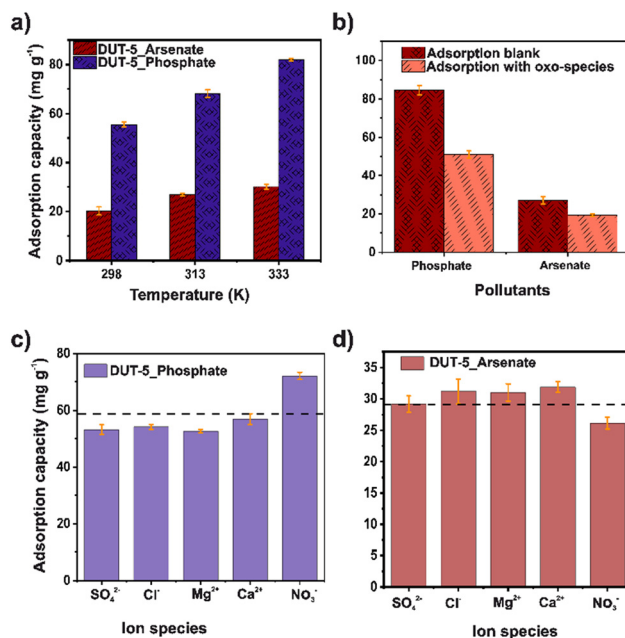 a)
DUT-5_Arsenate
DUT-5_Phosphate
Adsorption capacity (mg g⁻¹)
80
60
40
20
0
298 313 333
Temperature (K)
b)
Adsorption blank
Adsorption with oxo-species
100
80
60
40
20
0
Phosphate Arsenate
Pollutants
c)
DUT-5_Phosphate
Adsorption capacity (mg g⁻¹)
80
60
40
20
0
SO₄²⁻ Cl⁻ Mg²⁺ Ca²⁺ No₃⁻
Ion species
d)
DUT-5_Arsenate
35
30
25
20
15
10
5
0
SO₄²⁻ Cl⁻ Mg²⁺ Ca²⁺ No₃⁻
Ion species